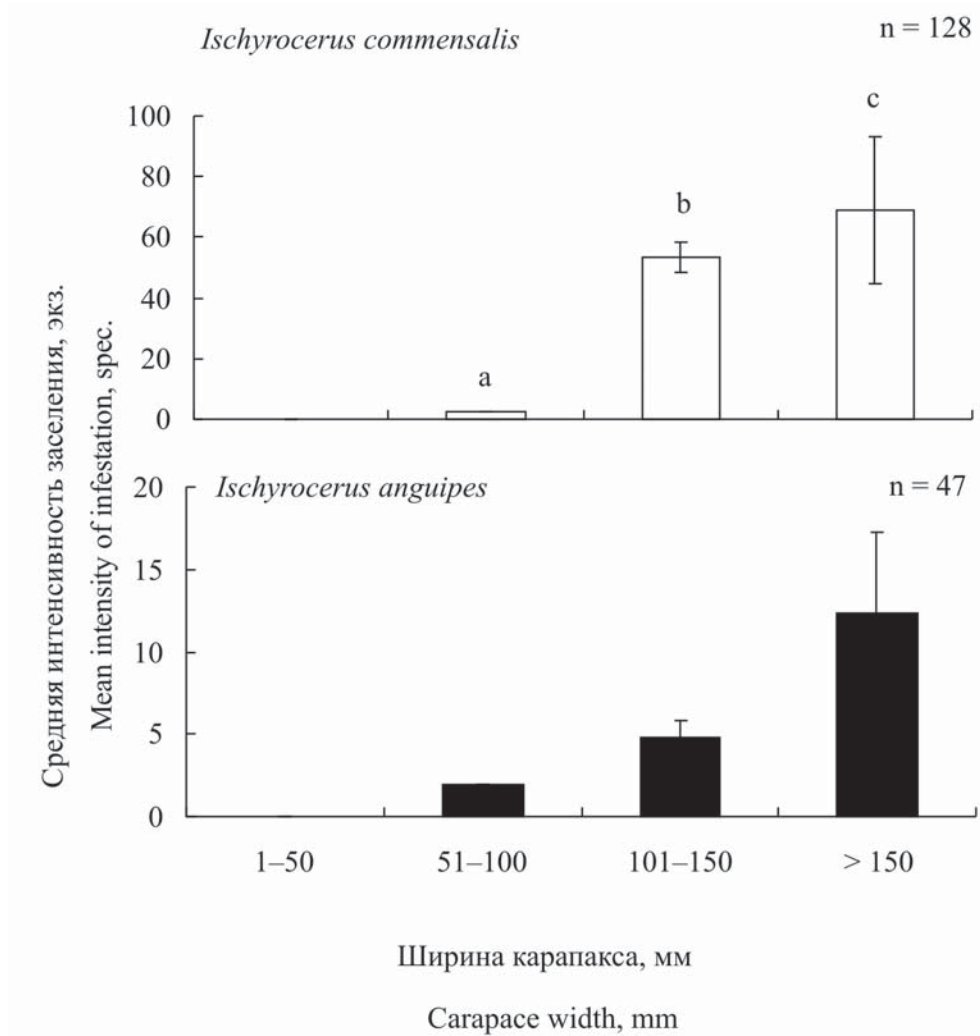 Ischyrocerus commensalis
n = 128
Средняя интенсивность заселения, экз.
Mean intensity of infestation, spec.
100
80
60
40
20
0
a
b
c
Ischyrocerus anguipes
n = 47
20
15
10
5
0
1–50
51–100
101–150
> 150
Ширина карапакса, мм
Carapace width, mm